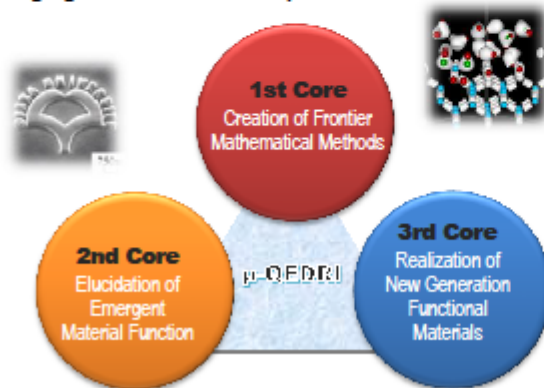 1st Core
Creation of Frontier
Mathematical Methods
2nd Core
Elucidation of
Emergent
Material Function
3rd Core
Realization of
New Generation
Functional
Materials
μ-QEDRI